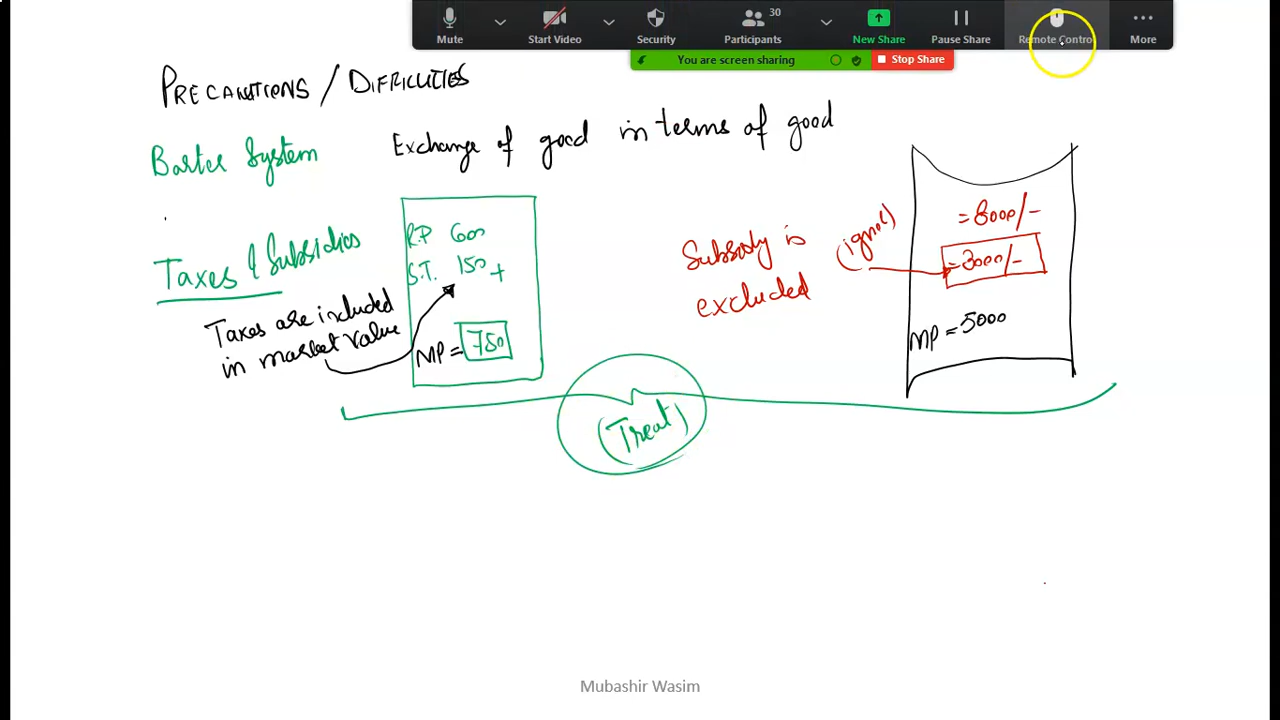 Mute
Start Video
Security
Participants
30
New Share
Pause Share
Remote Control
More
You are screen sharing
Stop Share
PRECAUTIONS / DIFFICULTIES
Barter System
Exchange of good in terms of good
Taxes & Subsidies
R.P 600
S.T. 150 +
MP = 750
Taxes are included
in market value
Subsidy is
excluded
(ignor)
= 8000/-
= 3000/-
MP = 5000
(Treat)
Mubashir Wasim